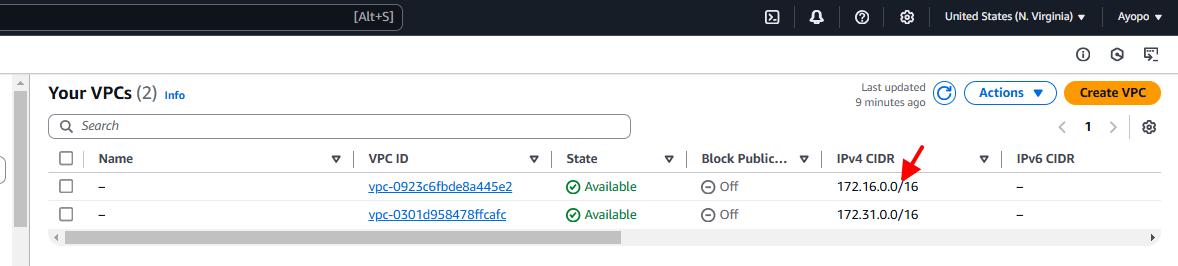 [Alt+S] United States (N. Virginia) Ayopo
Your VPCs (2) Info
Last updated
9 minutes ago
Actions
Create VPC
Search
1
Name VPC ID State Block Public... IPv4 CIDR IPv6 CIDR
– vpc-0923c6fbde8a445e2 Available Off 172.16.0.0/16 –
– vpc-0301d958478ffcafc Available Off 172.31.0.0/16 –